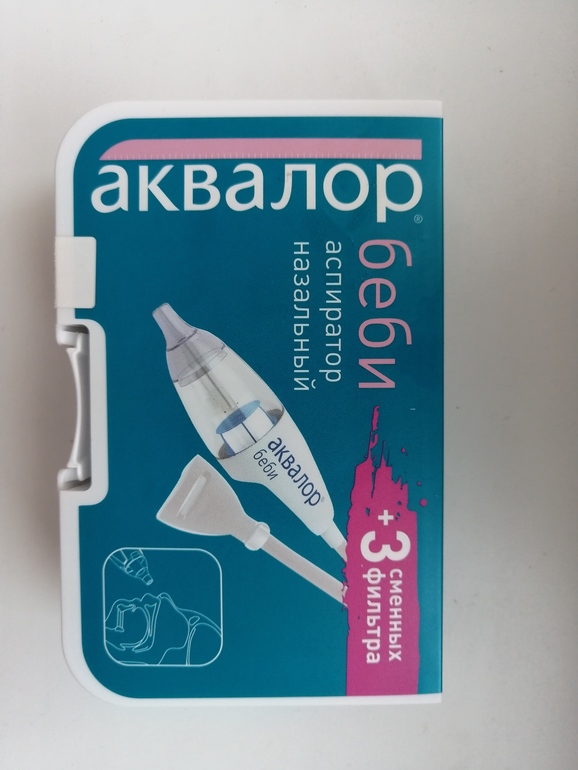 аквалор®
беби
аспиратор
назальный
аквалор®
беби
+3 сменных
фильтра